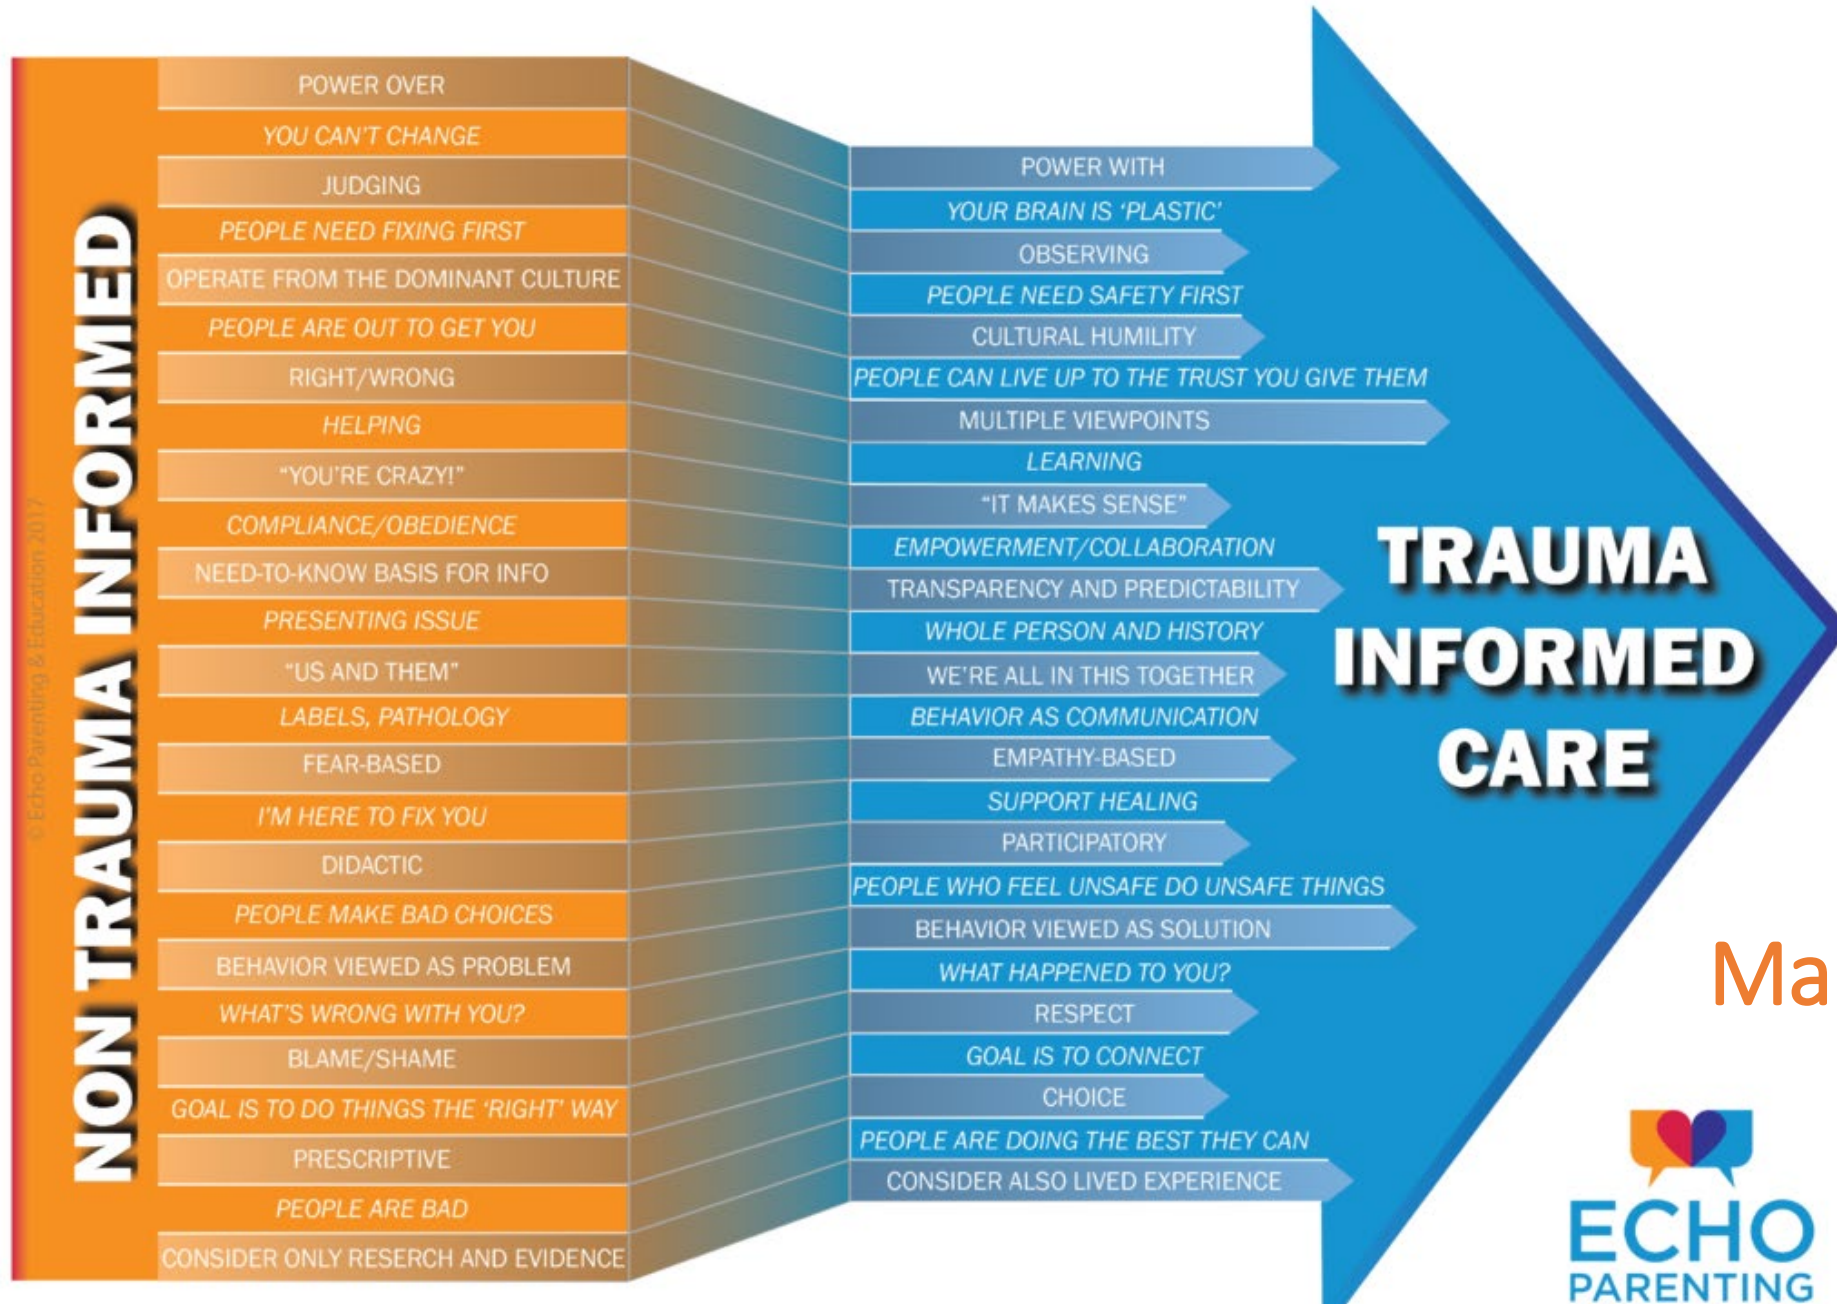 © Echo Parenting & Education 2017
NON TRAUMA INFORMED
POWER OVER
YOU CAN'T CHANGE
JUDGING
PEOPLE NEED FIXING FIRST
OPERATE FROM THE DOMINANT CULTURE
PEOPLE ARE OUT TO GET YOU
RIGHT/WRONG
HELPING
"YOU'RE CRAZY!"
COMPLIANCE/OBEDIENCE
NEED-TO-KNOW BASIS FOR INFO
PRESENTING ISSUE
"US AND THEM"
LABELS, PATHOLOGY
FEAR-BASED
I'M HERE TO FIX YOU
DIDACTIC
PEOPLE MAKE BAD CHOICES
BEHAVIOR VIEWED AS PROBLEM
WHAT'S WRONG WITH YOU?
BLAME/SHAME
GOAL IS TO DO THINGS THE 'RIGHT' WAY
PRESCRIPTIVE
PEOPLE ARE BAD
CONSIDER ONLY RESERCH AND EVIDENCE
POWER WITH
YOUR BRAIN IS 'PLASTIC'
OBSERVING
PEOPLE NEED SAFETY FIRST
CULTURAL HUMILITY
PEOPLE CAN LIVE UP TO THE TRUST YOU GIVE THEM
MULTIPLE VIEWPOINTS
LEARNING
"IT MAKES SENSE"
EMPOWERMENT/COLLABORATION
TRANSPARENCY AND PREDICTABILITY
WHOLE PERSON AND HISTORY
WE'RE ALL IN THIS TOGETHER
BEHAVIOR AS COMMUNICATION
EMPATHY-BASED
SUPPORT HEALING
PARTICIPATORY
PEOPLE WHO FEEL UNSAFE DO UNSAFE THINGS
BEHAVIOR VIEWED AS SOLUTION
WHAT HAPPENED TO YOU?
RESPECT
GOAL IS TO CONNECT
CHOICE
PEOPLE ARE DOING THE BEST THEY CAN
CONSIDER ALSO LIVED EXPERIENCE
TRAUMA
INFORMED
CARE
Ma
ECHO
PARENTING